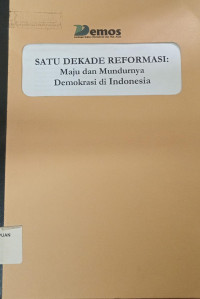 Demos
SATU DEKADE REFORMASI:
Maju dan Mundurnya
Demokrasi di Indonesia